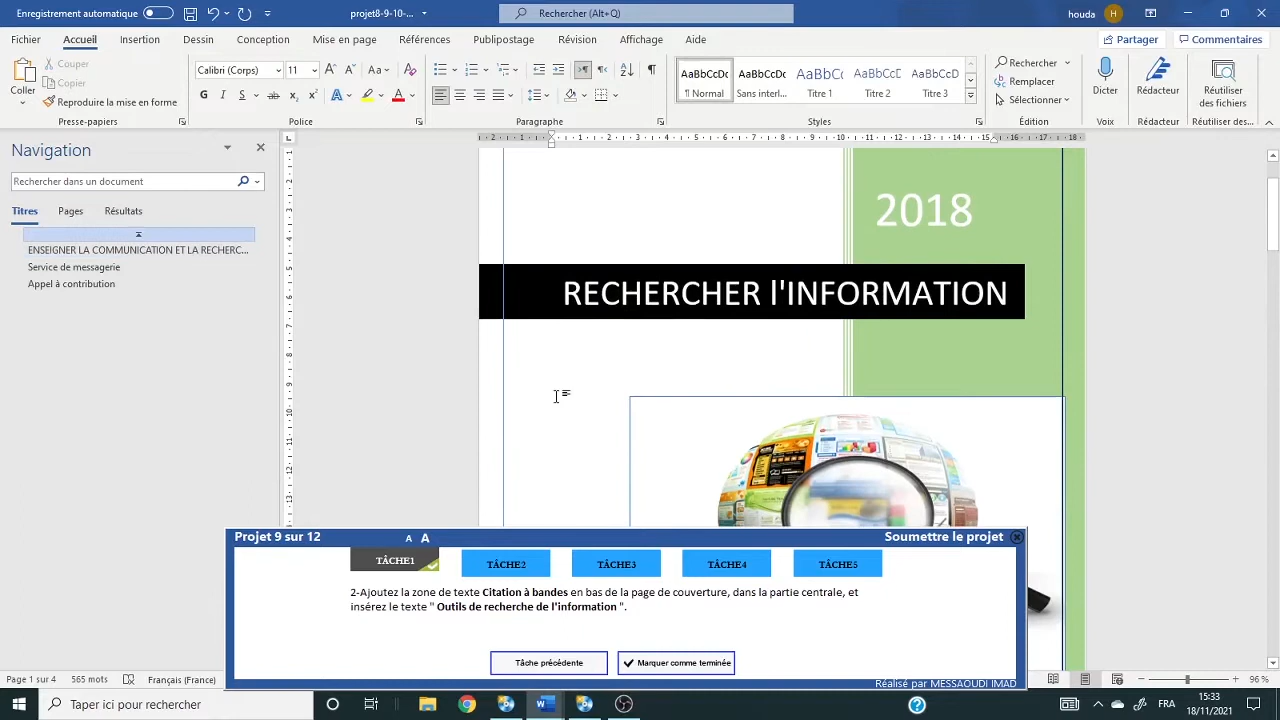 Enregistrement automatique
projet8-9-10-...
Rechercher (Alt+Q)
houda
H
Fichier
Accueil
Insertion
Dessin
Conception
Mise en page
Références
Publipostage
Révision
Affichage
Aide
Partager
Commentaires
Coller
Couper
Copier
Reproduire la mise en forme
Presse-papiers
Calibri (Corps)
11
Police
Paragraphe
AaBbCcDc
¶ Normal
AaBbCcDc
Sans interl...
AaBbCc
Titre 1
AaBbCcD
Titre 2
AaBbCcD
Titre 3
Styles
Rechercher
Remplacer
Sélectionner
Édition
Dicter
Voix
Rédacteur
Rédacteur
Réutiliser
des fichiers
Réutiliser des...
Navigation
Rechercher dans un document
Titres
Pages
Résultats
ENSEIGNER LA COMMUNICATION ET LA RECHERC...
Service de messagerie
Appel à contribution
2018
RECHERCHER l'INFORMATION
Projet 9 sur 12
A A
Soumettre le projet
TÂCHE1
TÂCHE2
TÂCHE3
TÂCHE4
TÂCHE5
2-Ajoutez la zone de texte Citation à bandes en bas de la page de couverture, dans la partie centrale, et
insérez le texte " Outils de recherche de l'information ".
Tâche précédente
Marquer comme terminée
Réalisé par MESSAOUDI IMAD
Page 1 sur 4
565 mots
Français (France)
96 %
Taper ici pour rechercher
FRA
15:33
18/11/2021